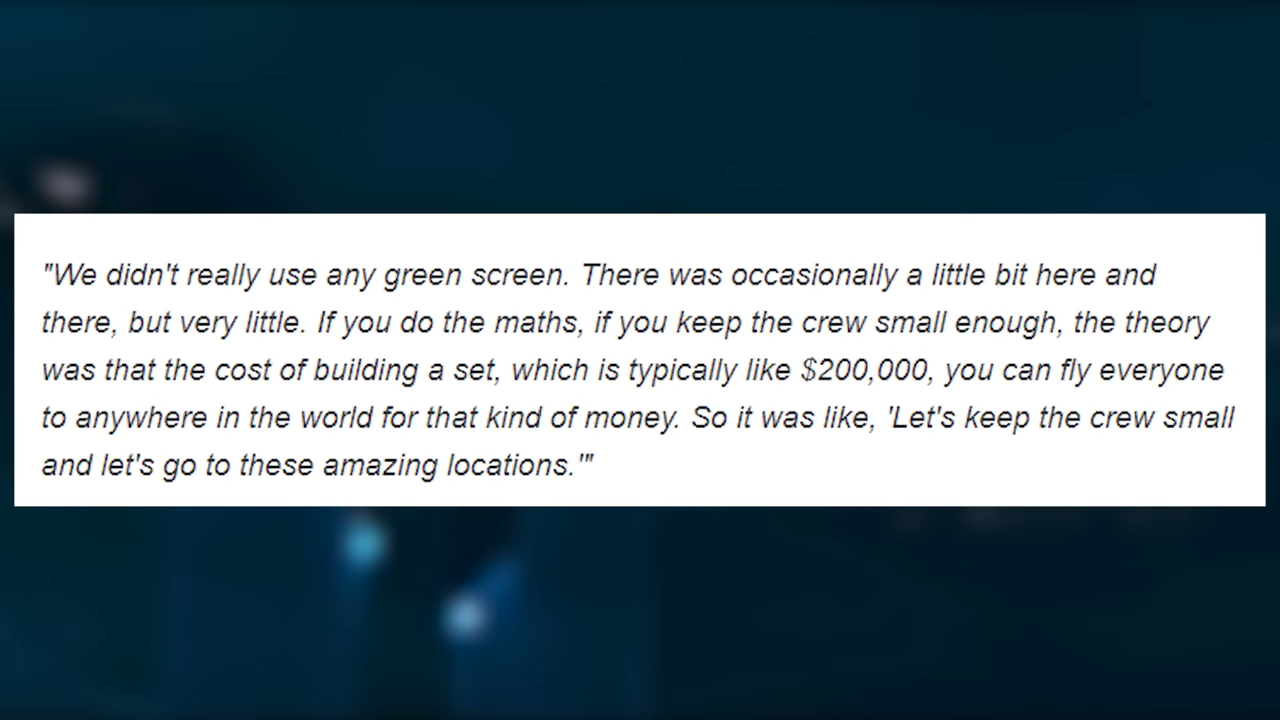 "We didn't really use any green screen. There was occasionally a little bit here and
there, but very little. If you do the maths, if you keep the crew small enough, the theory
was that the cost of building a set, which is typically like $200,000, you can fly everyone
to anywhere in the world for that kind of money. So it was like, 'Let's keep the crew small
and let's go to these amazing locations.'"